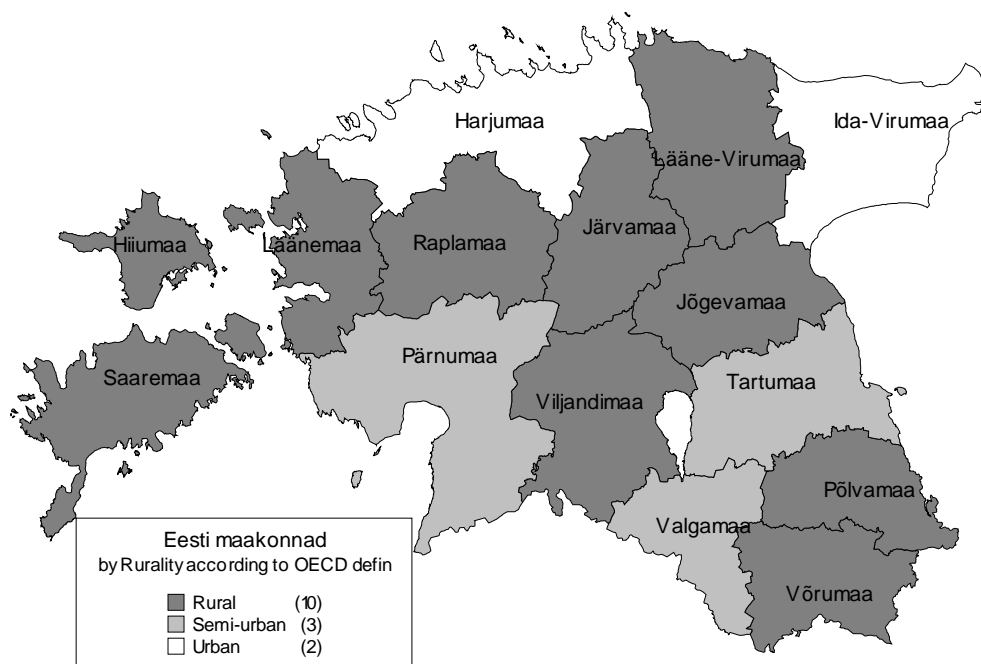 Harjumaa
Ida-Virumaa
Lääne-Virumaa
Hiiumaa
Läänemaa
Raplamaa
Järvamaa
Jõgevamaa
Pärnumaa
Saaremaa
Viljandimaa
Tartumaa
Põlvamaa
Valgamaa
Võrumaa
Eesti maakonnad
by Rurality according to OECD defin
Rural (10)
Semi-urban (3)
Urban (2)